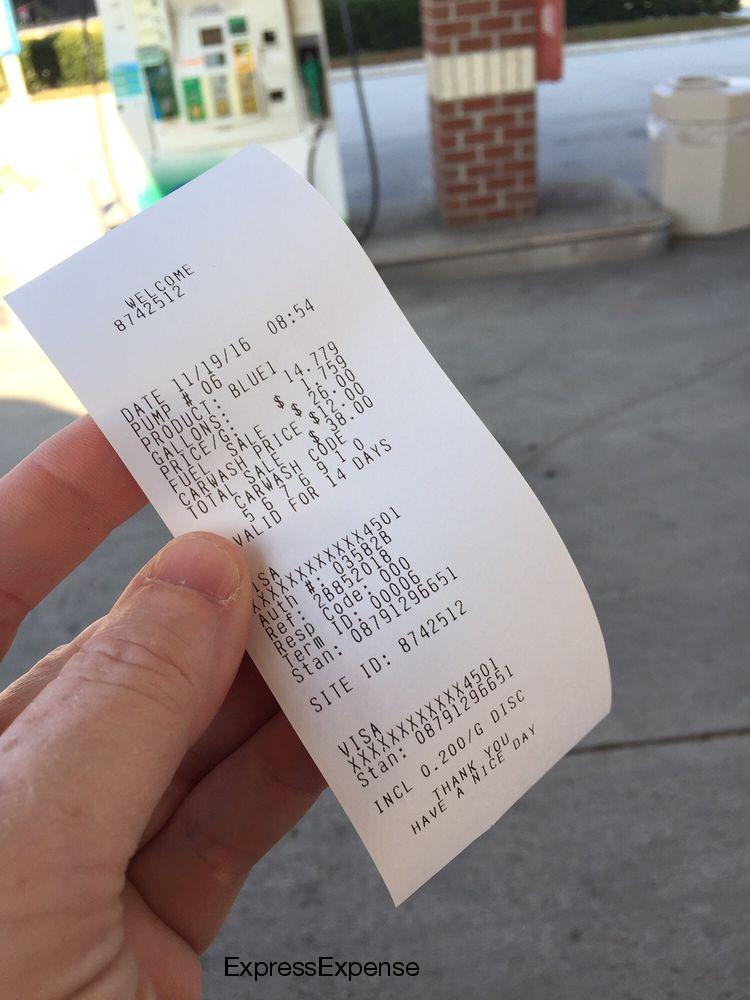 WELCOME
8742512
DATE 11/19/16 08:54
PUMP # 06
PRODUCT: BLUE1
GALLONS: 14.779
PRICE/G: $ 1.759
FUEL SALE $ 26.00
CARWASH PRICE $12.00
TOTAL SALE $ 38.00
CARWASH CODE
5 6 7 6 9 1 0
VALID FOR 14 DAYS
ISA
XXXXXXXXXXXX4501
Auth #: 03582B
Ref: 2B852018
Resp Code: 000
Term ID: 00006
Stan: 08791296651
SITE ID: 8742512
VISA
XXXXXXXXXXXX4501
Stan: 08791296651
INCL 0.200/G DISC
THANK YOU
HAVE A NICE DAY
ExpressExpense